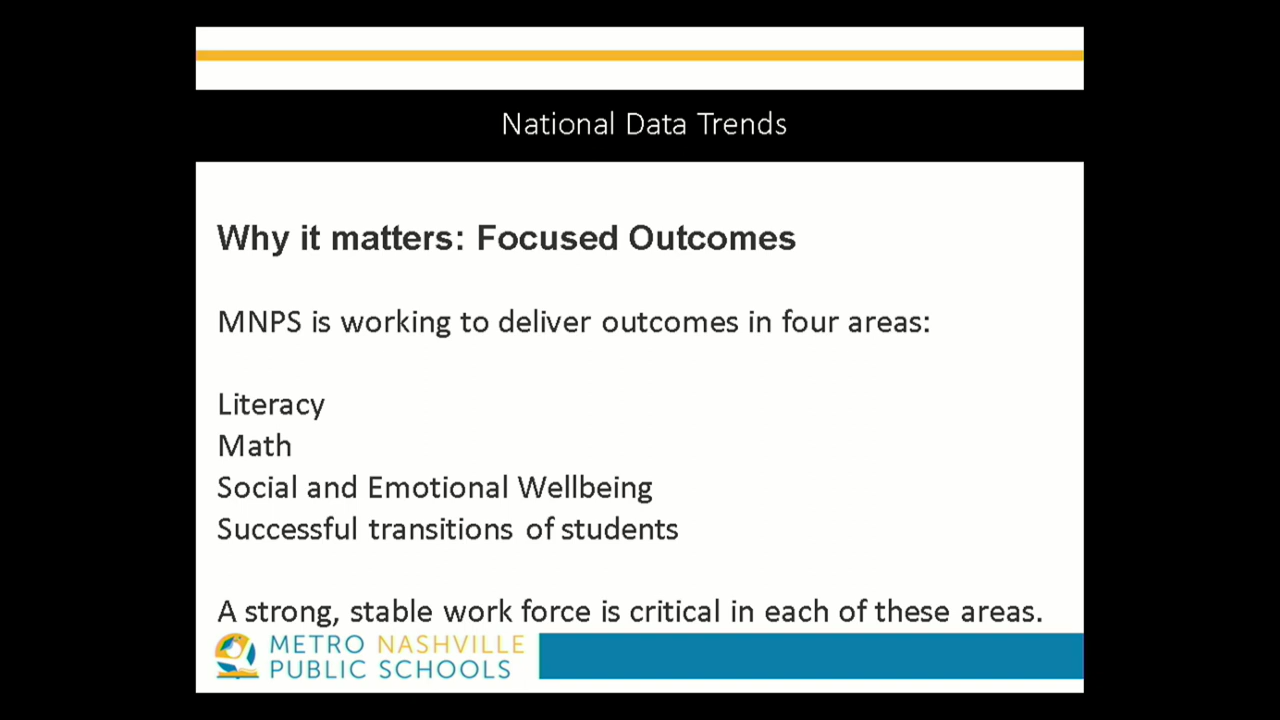 National Data Trends
Why it matters: Focused Outcomes
MNPS is working to deliver outcomes in four areas:
Literacy
Math
Social and Emotional Wellbeing
Successful transitions of students
A strong, stable work force is critical in each of these areas.
METRO NASHVILLE
PUBLIC SCHOOLS